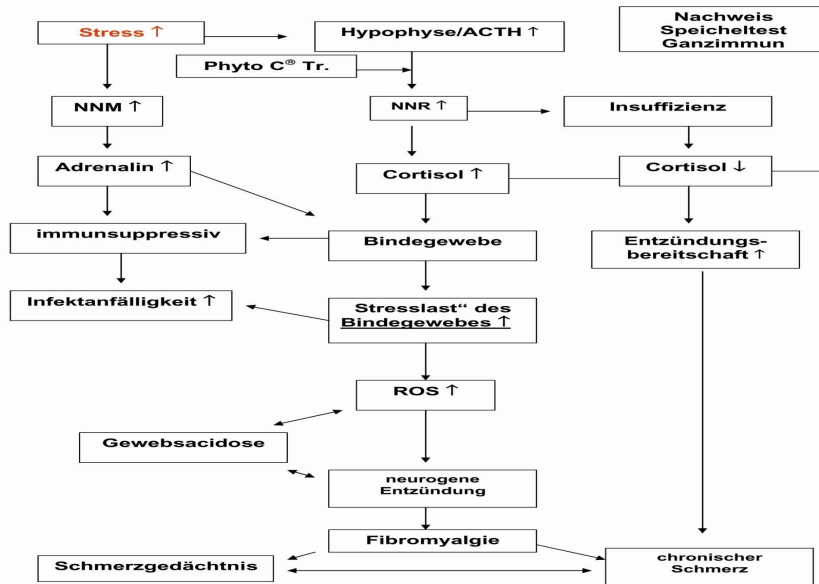 Stress ↑
Hypophyse/ACTH ↑
Nachweis
Speicheltest
Ganzimmun
Phyto C® Tr.
NNM ↑
NNR ↑
Insuffizienz
Adrenalin ↑
Cortisol ↑
Cortisol ↓
immunsuppressiv
Bindegewebe
Entzündungs-
bereitschaft ↑
Infektanfälligkeit ↑
Stresslast“ des
Bindegewebes ↑
ROS ↑
Gewebsacidose
neurogene
Entzündung
Fibromyalgie
Schmerzgedächtnis
chronischer
Schmerz